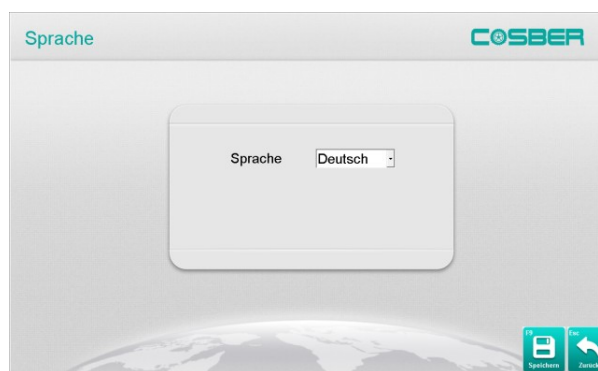 Sprache
COSBER
Sprache Deutsch
F9 Esc
Speichern Zurück